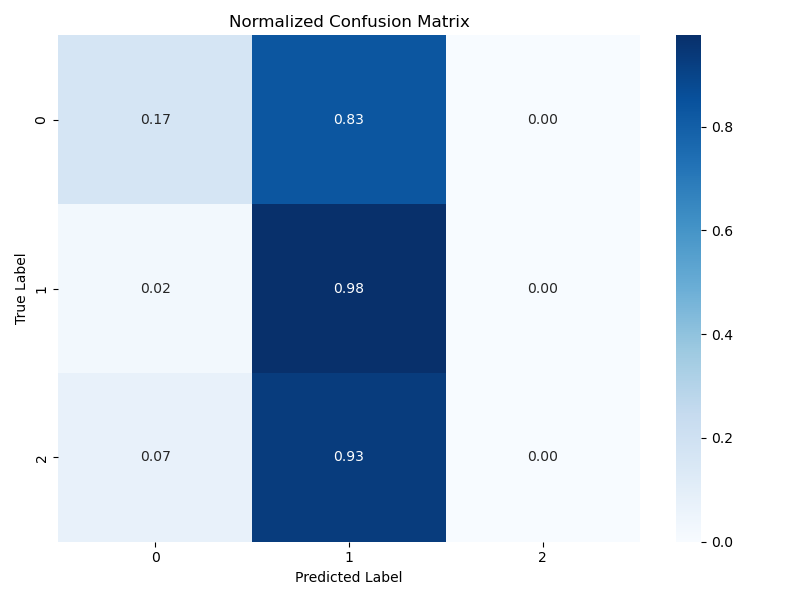 Normalized Confusion Matrix
0 0.17 0.83 0.00
1 0.02 0.98 0.00
2 0.07 0.93 0.00
0 1 2
Predicted Label
True Label
0.8
0.6
0.4
0.2
0.0